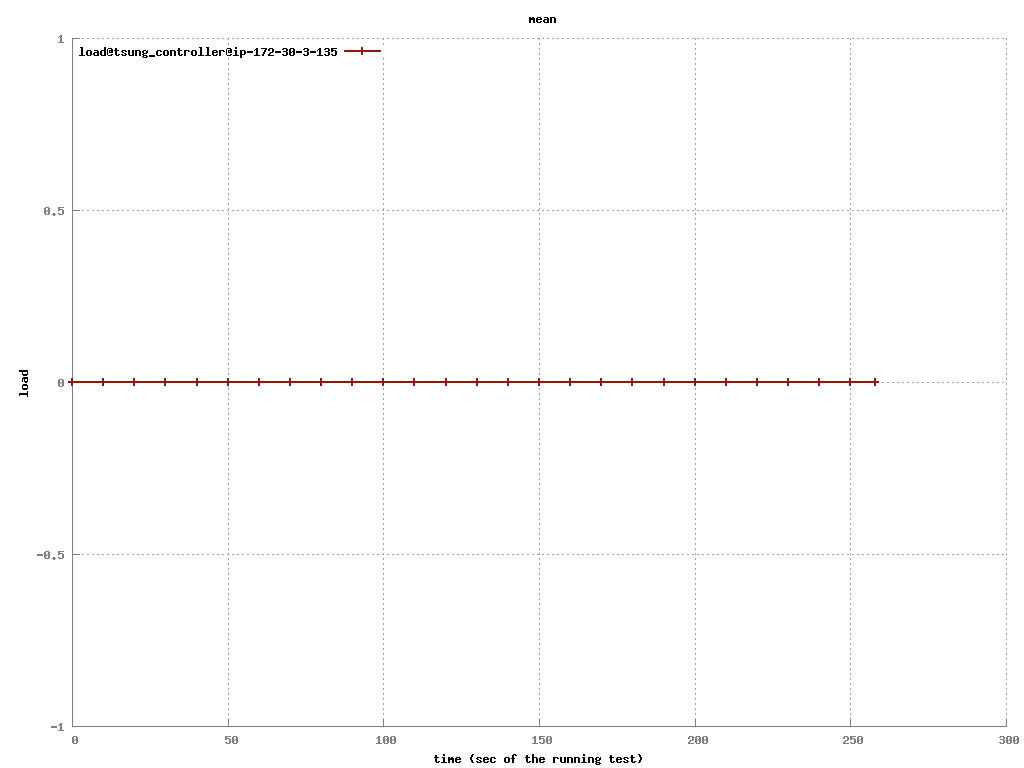 mean
load@tsung_controller@ip-172-30-3-135
1
0.5
0
-0.5
-1
load
0 50 100 150 200 250 300
time (sec of the running test)